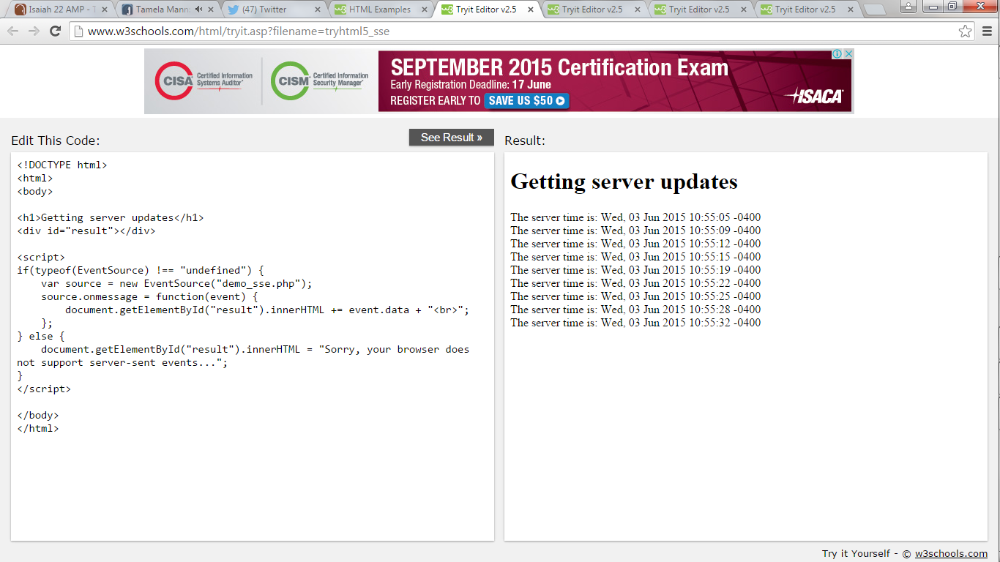 Isaiah 22 AMP - T
Tamela Mann
(47) Twitter
HTML Examples
Tryit Editor v2.5
Tryit Editor v2.5
Tryit Editor v2.5
Tryit Editor v2.5
www.w3schools.com/html/tryit.asp?filename=tryhtml5_sse
CISA Certified Information
Systems Auditor
CISM Certified Information
Security Manager
SEPTEMBER 2015 Certification Exam
Early Registration Deadline: 17 June
REGISTER EARLY TO SAVE US $50
ISACA
Edit This Code:
See Result »
<!DOCTYPE html>
<html>
<body>
<h1>Getting server updates</h1>
<div id="result"></div>
<script>
if(typeof(EventSource) !== "undefined") {
    var source = new EventSource("demo_sse.php");
    source.onmessage = function(event) {
        document.getElementById("result").innerHTML += event.data + "<br>";
    };
} else {
    document.getElementById("result").innerHTML = "Sorry, your browser does
not support server-sent events...";
}
</script>
</body>
</html>
Result:
Getting server updates
The server time is: Wed, 03 Jun 2015 10:55:05 -0400
The server time is: Wed, 03 Jun 2015 10:55:09 -0400
The server time is: Wed, 03 Jun 2015 10:55:12 -0400
The server time is: Wed, 03 Jun 2015 10:55:15 -0400
The server time is: Wed, 03 Jun 2015 10:55:19 -0400
The server time is: Wed, 03 Jun 2015 10:55:22 -0400
The server time is: Wed, 03 Jun 2015 10:55:25 -0400
The server time is: Wed, 03 Jun 2015 10:55:28 -0400
The server time is: Wed, 03 Jun 2015 10:55:32 -0400
Try it Yourself - © w3schools.com